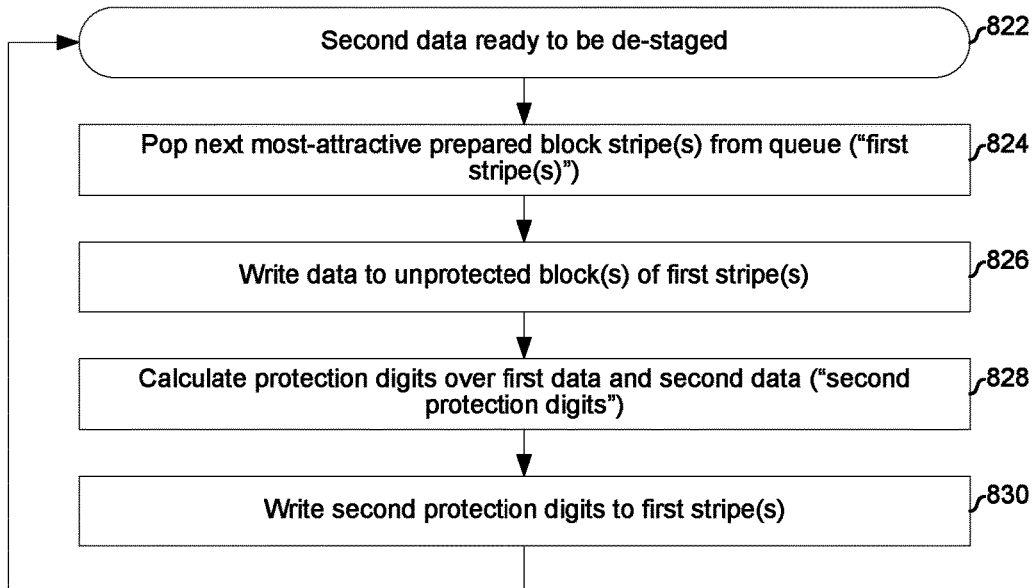 Second data ready to be de-staged
822
Pop next most-attractive prepared block stripe(s) from queue (“first
stripe(s)”)
824
Write data to unprotected block(s) of first stripe(s)
826
Calculate protection digits over first data and second data (“second
protection digits”)
828
Write second protection digits to first stripe(s)
830